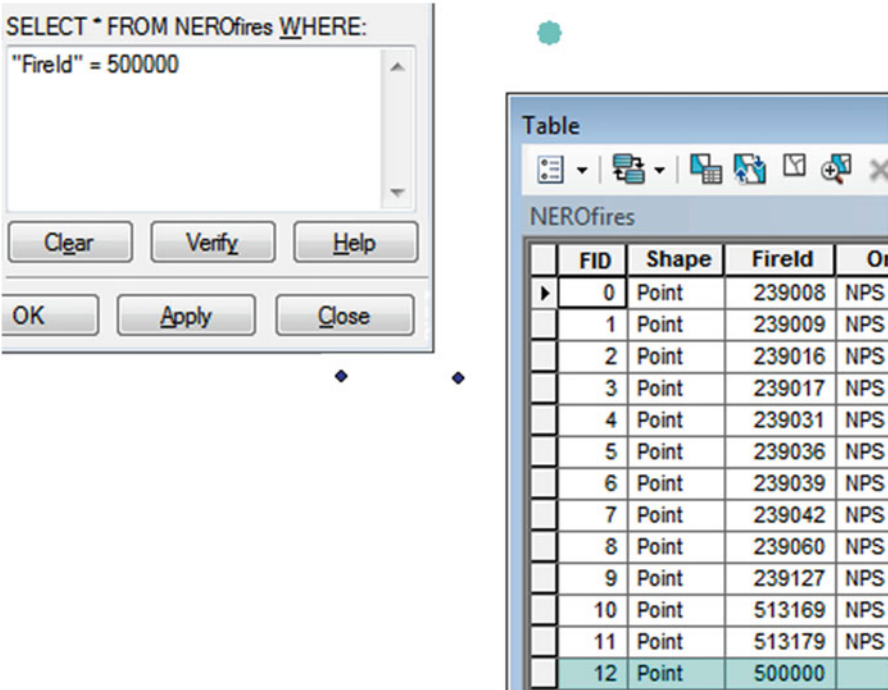 SELECT * FROM NEROfires WHERE:
"FireId" = 500000
Clear Verify Help
OK Apply Close
Table
NEROfires
FID Shape FireId
0 Point 239008 NPS
1 Point 239009 NPS
2 Point 239016 NPS
3 Point 239017 NPS
4 Point 239031 NPS
5 Point 239036 NPS
6 Point 239039 NPS
7 Point 239042 NPS
8 Point 239060 NPS
9 Point 239127 NPS
10 Point 513169 NPS
11 Point 513179 NPS
12 Point 500000